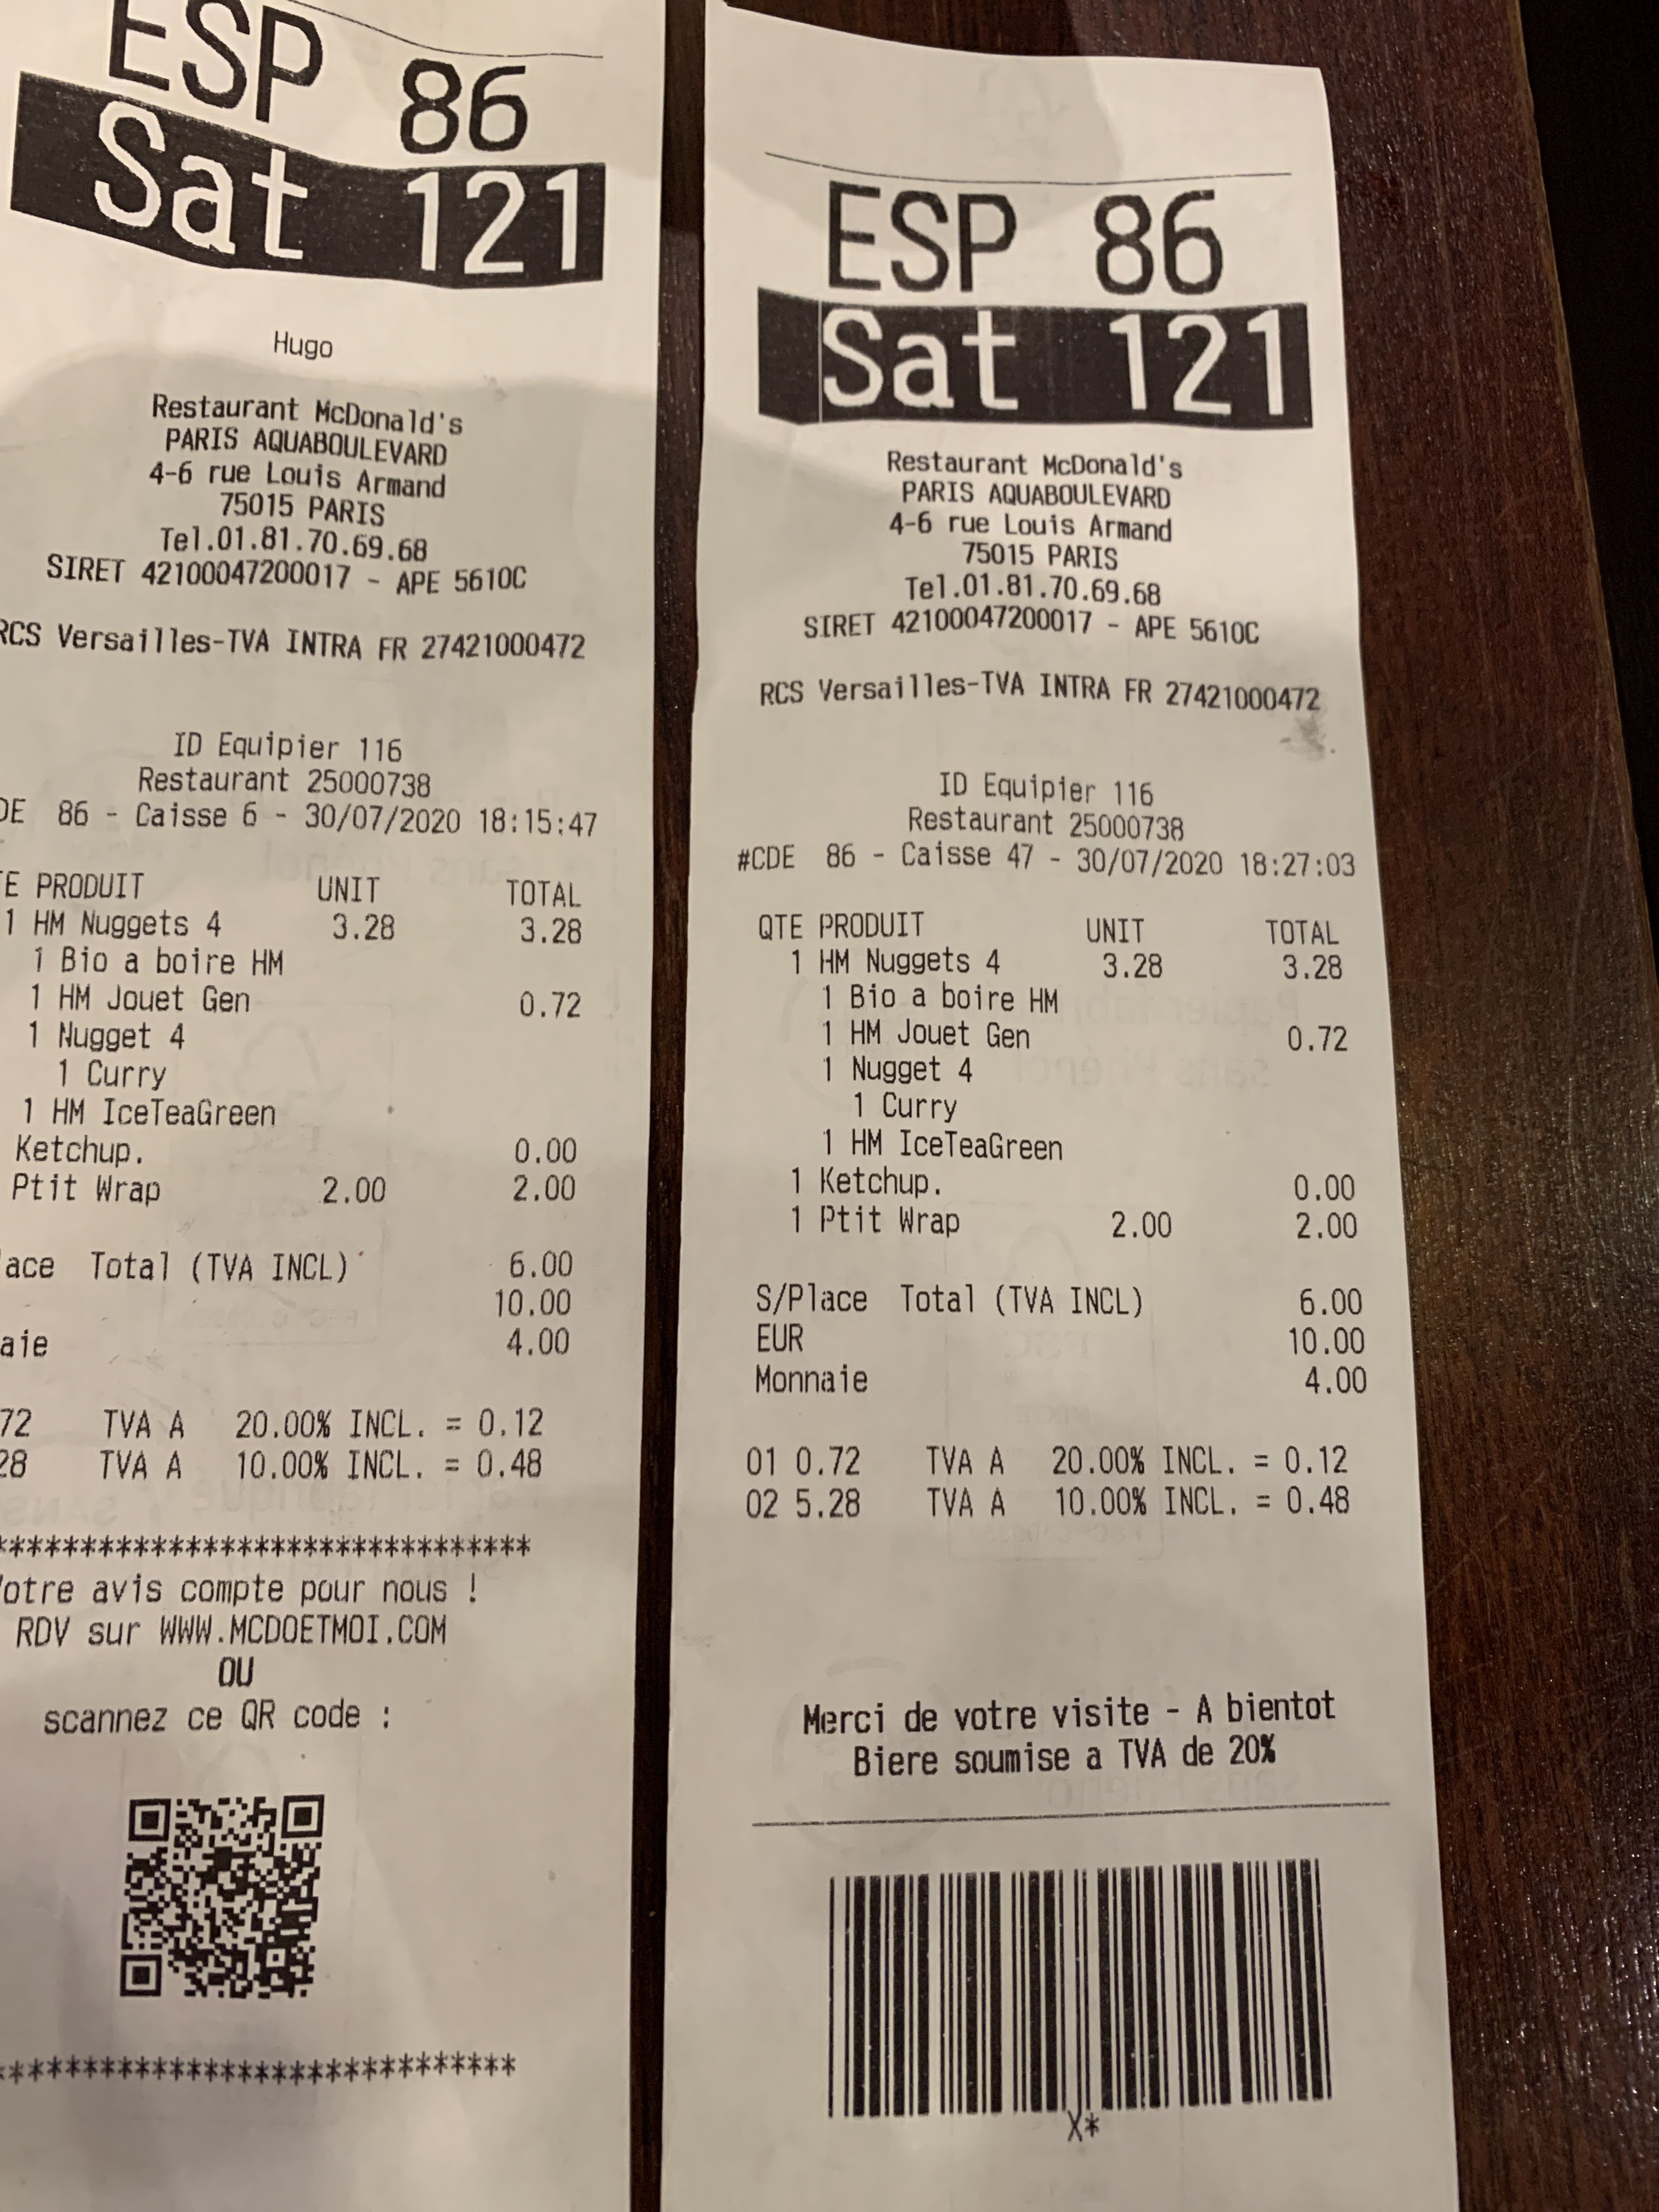 ESP 86
Sat 121
Hugo
Restaurant McDonald's
PARIS AQUABOULEVARD
4-6 rue Louis Armand
75015 PARIS
Tel.01.81.70.69.68
SIRET 42100047200017 - APE 5610C
RCS Versailles-TVA INTRA FR 27421000472
ID Equipier 116
Restaurant 25000738
DE 86 - Caisse 6 - 30/07/2020 18:15:47
TE PRODUIT UNIT TOTAL
1 HM Nuggets 4 3.28 3.28
1 Bio a boire HM
1 HM Jouet Gen 0.72
1 Nugget 4
1 Curry
1 HM IceTeaGreen
Ketchup. 0.00
Ptit Wrap 2.00 2.00
lace Total (TVA INCL) 6.00
10.00
aie 4.00
72 TVA A 20.00% INCL. = 0.12
28 TVA A 10.00% INCL. = 0.48
*******************************
Votre avis compte pour nous !
RDV sur WWW.MCDOETMOI.COM
OU
scannez ce QR code :
*******************************
ESP 86
Sat 121
Restaurant McDonald's
PARIS AQUABOULEVARD
4-6 rue Louis Armand
75015 PARIS
Tel.01.81.70.69.68
SIRET 42100047200017 - APE 5610C
RCS Versailles-TVA INTRA FR 27421000472
ID Equipier 116
Restaurant 25000738
#CDE 86 - Caisse 47 - 30/07/2020 18:27:03
QTE PRODUIT UNIT TOTAL
1 HM Nuggets 4 3.28 3.28
1 Bio a boire HM
1 HM Jouet Gen 0.72
1 Nugget 4
1 Curry
1 HM IceTeaGreen
1 Ketchup. 0.00
1 Ptit Wrap 2.00 2.00
S/Place Total (TVA INCL) 6.00
EUR 10.00
Monnaie 4.00
01 0.72 TVA A 20.00% INCL. = 0.12
02 5.28 TVA A 10.00% INCL. = 0.48
Merci de votre visite - A bientot
Biere soumise a TVA de 20%
X*